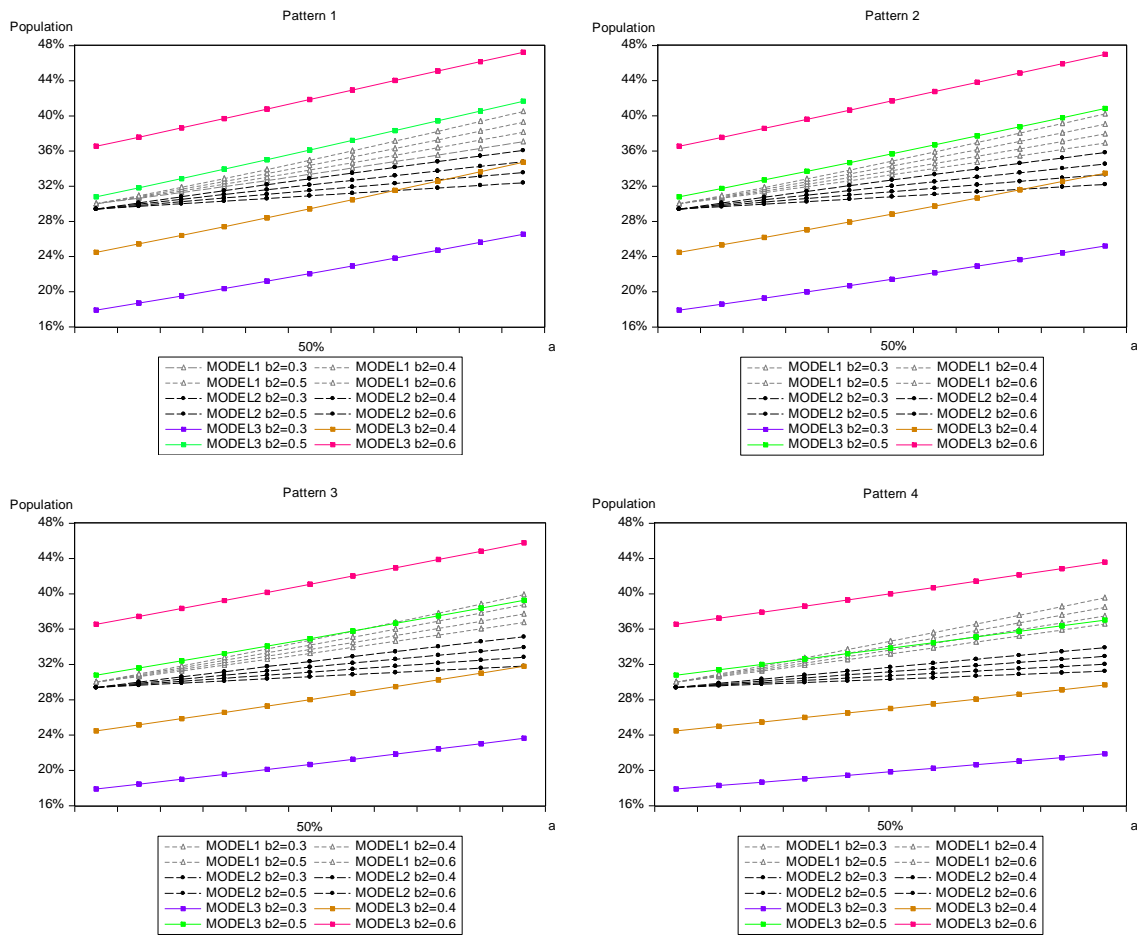 Pattern 1
Population
48%
44%
40%
36%
32%
28%
24%
20%
16%
50%
a
MODEL1 b2=0.3 MODEL1 b2=0.4
MODEL1 b2=0.5 MODEL1 b2=0.6
MODEL2 b2=0.3 MODEL2 b2=0.4
MODEL2 b2=0.5 MODEL2 b2=0.6
MODEL3 b2=0.3 MODEL3 b2=0.4
MODEL3 b2=0.5 MODEL3 b2=0.6
Pattern 2
Population
48%
44%
40%
36%
32%
28%
24%
20%
16%
50%
a
MODEL1 b2=0.3 MODEL1 b2=0.4
MODEL1 b2=0.5 MODEL1 b2=0.6
MODEL2 b2=0.3 MODEL2 b2=0.4
MODEL2 b2=0.5 MODEL2 b2=0.6
MODEL3 b2=0.3 MODEL3 b2=0.4
MODEL3 b2=0.5 MODEL3 b2=0.6
Pattern 3
Population
48%
44%
40%
36%
32%
28%
24%
20%
16%
50%
a
MODEL1 b2=0.3 MODEL1 b2=0.4
MODEL1 b2=0.5 MODEL1 b2=0.6
MODEL2 b2=0.3 MODEL2 b2=0.4
MODEL2 b2=0.5 MODEL2 b2=0.6
MODEL3 b2=0.3 MODEL3 b2=0.4
MODEL3 b2=0.5 MODEL3 b2=0.6
Pattern 4
Population
48%
44%
40%
36%
32%
28%
24%
20%
16%
50%
a
MODEL1 b2=0.3 MODEL1 b2=0.4
MODEL1 b2=0.5 MODEL1 b2=0.6
MODEL2 b2=0.3 MODEL2 b2=0.4
MODEL2 b2=0.5 MODEL2 b2=0.6
MODEL3 b2=0.3 MODEL3 b2=0.4
MODEL3 b2=0.5 MODEL3 b2=0.6